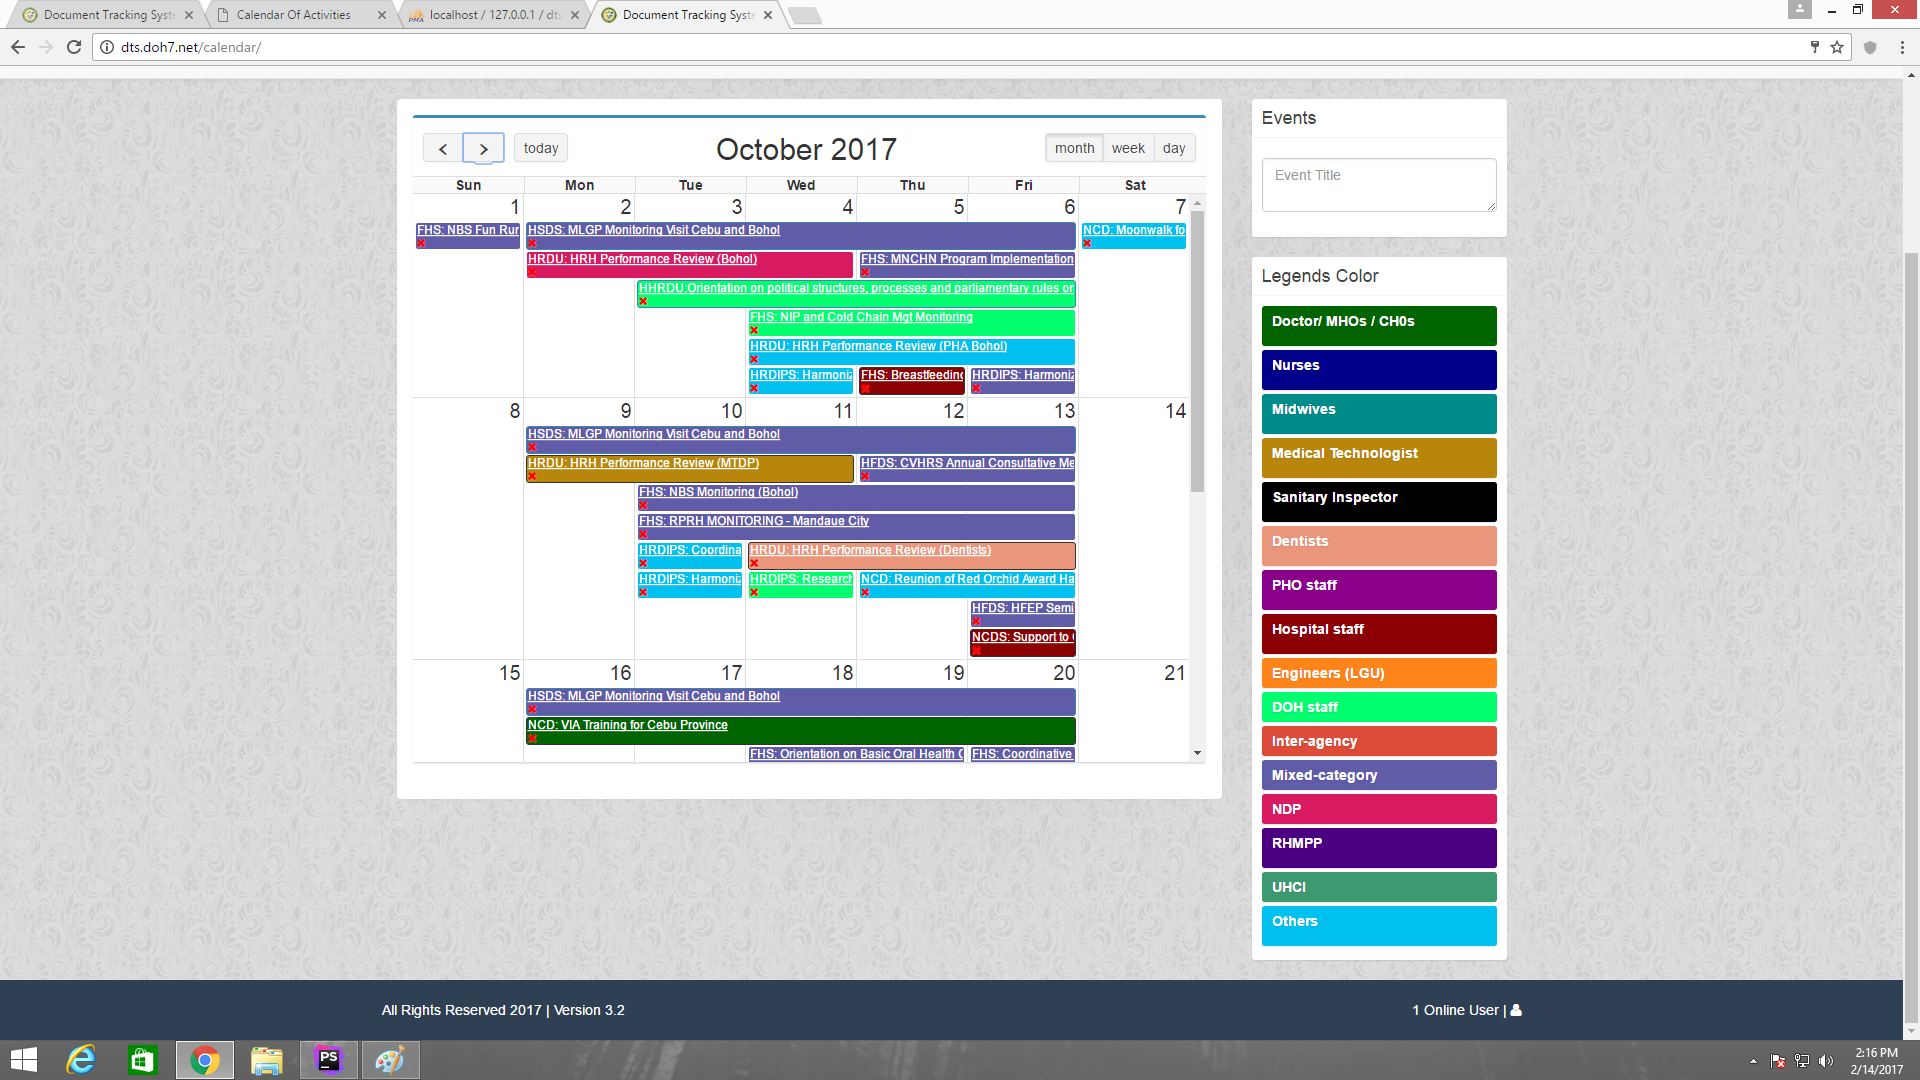 Document Tracking Syste
Calendar Of Activities
localhost / 127.0.0.1 / dts
Document Tracking Syste
dts.doh7.net/calendar/
today
October 2017
month
week
day
Sun Mon Tue Wed Thu Fri Sat
1 2 3 4 5 6 7
FHS: NBS Fun Run
HSDS: MLGP Monitoring Visit Cebu and Bohol
NCD: Moonwalk fo
HRDU: HRH Performance Review (Bohol)
FHS: MNCHN Program Implementation
HHRDU:Orientation on political structures, processes and parliamentary rules or
FHS: NIP and Cold Chain Mgt Monitoring
HRDU: HRH Performance Review (PHA Bohol)
HRDIPS: Harmoniz
FHS: Breastfeeding
HRDIPS: Harmoniz
8 9 10 11 12 13 14
HSDS: MLGP Monitoring Visit Cebu and Bohol
HRDU: HRH Performance Review (MTDP)
HFDS: CVHRS Annual Consultative Me
FHS: NBS Monitoring (Bohol)
FHS: RPRH MONITORING - Mandaue City
HRDIPS: Coordina
HRDU: HRH Performance Review (Dentists)
HRDIPS: Harmoniz
HRDIPS: Research
NCD: Reunion of Red Orchid Award Ha
HFDS: HFEP Semi
NCDS: Support to
15 16 17 18 19 20 21
HSDS: MLGP Monitoring Visit Cebu and Bohol
NCD: VIA Training for Cebu Province
FHS: Orientation on Basic Oral Health C
FHS: Coordinative
Events
Event Title
Legends Color
Doctor/ MHOs / CH0s
Nurses
Midwives
Medical Technologist
Sanitary Inspector
Dentists
PHO staff
Hospital staff
Engineers (LGU)
DOH staff
Inter-agency
Mixed-category
NDP
RHMPP
UHCI
Others
All Rights Reserved 2017 | Version 3.2
1 Online User |
2:16 PM
2/14/2017